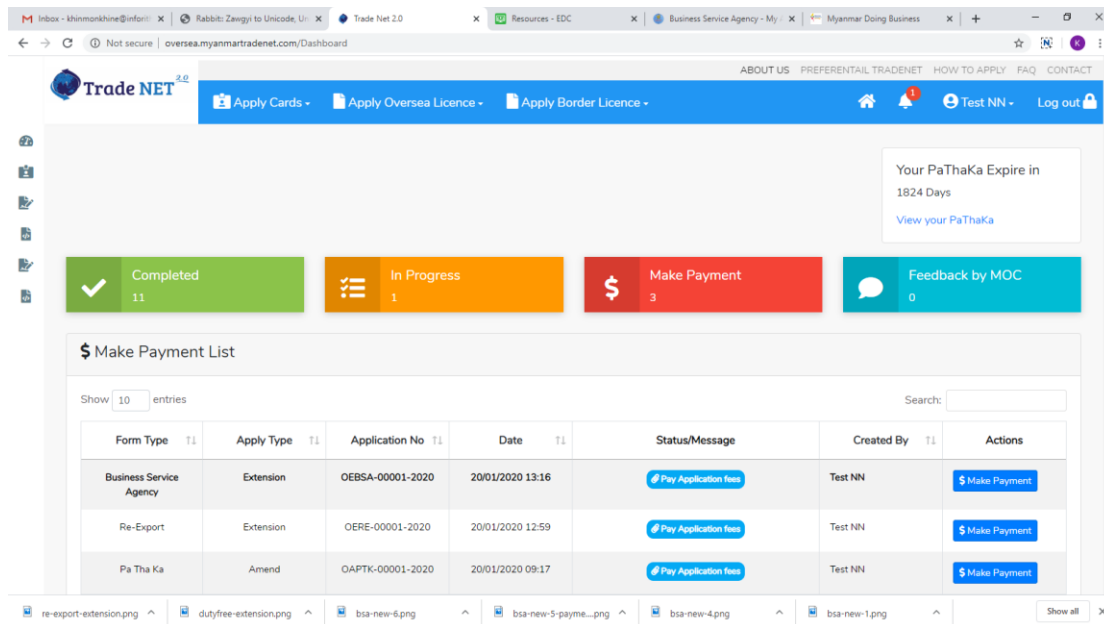 Inbox - khinmonkhine@inforit
Rabbit: Zawgyi to Unicode, Un
Trade Net 2.0
Resources - EDC
Business Service Agency - My
Myanmar Doing Business
Not secure | oversea.myanmartradenet.com/Dashboard
K
ABOUT US PREFERENTAIL TRADENET HOW TO APPLY FAQ CONTACT
Trade NET 2.0
Apply Cards
Apply Oversea Licence
Apply Border Licence
1
Test NN
Log out
Your PaThaKa Expire in
1824 Days
View your PaThaKa
Completed
11
In Progress
1
Make Payment
3
Feedback by MOC
0
$ Make Payment List
Show 10 entries
Search:
Form Type Apply Type Application No Date Status/Message Created By Actions
Business Service Agency Extension OEBSA-00001-2020 20/01/2020 13:16 Pay Application fees Test NN $ Make Payment
Re-Export Extension OERE-00001-2020 20/01/2020 12:59 Pay Application fees Test NN $ Make Payment
Pa Tha Ka Amend OAPTK-00001-2020 20/01/2020 09:17 Pay Application fees Test NN $ Make Payment
re-export-extension.png
dutyfree-extension.png
bsa-new-6.png
bsa-new-5-payme....png
bsa-new-4.png
bsa-new-1.png
Show all